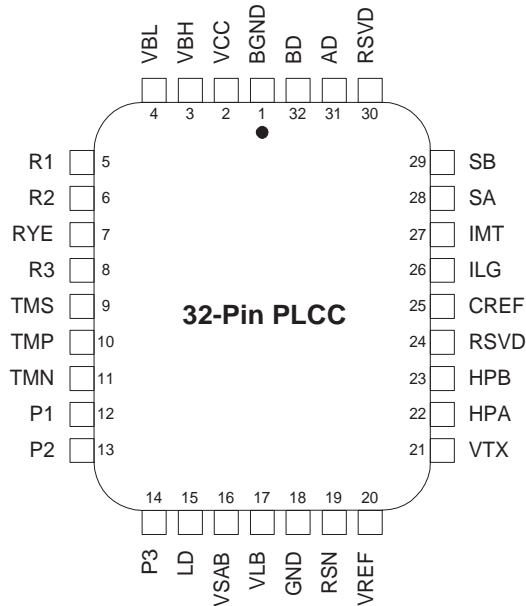 VBL VBH VCC BGND BD AD RSVD
4 3 2 1 32 31 30
R1 5 29 SB
R2 6 28 SA
RYE 7 27 IMT
R3 8 26 ILG
TMS 9 25 CREF
32-Pin PLCC
TMP 10 24 RSVD
TMN 11 23 HPB
P1 12 22 HPA
P2 13 21 VTX
14 15 16 17 18 19 20
P3 LD VSAB VLB GND RSN VREF